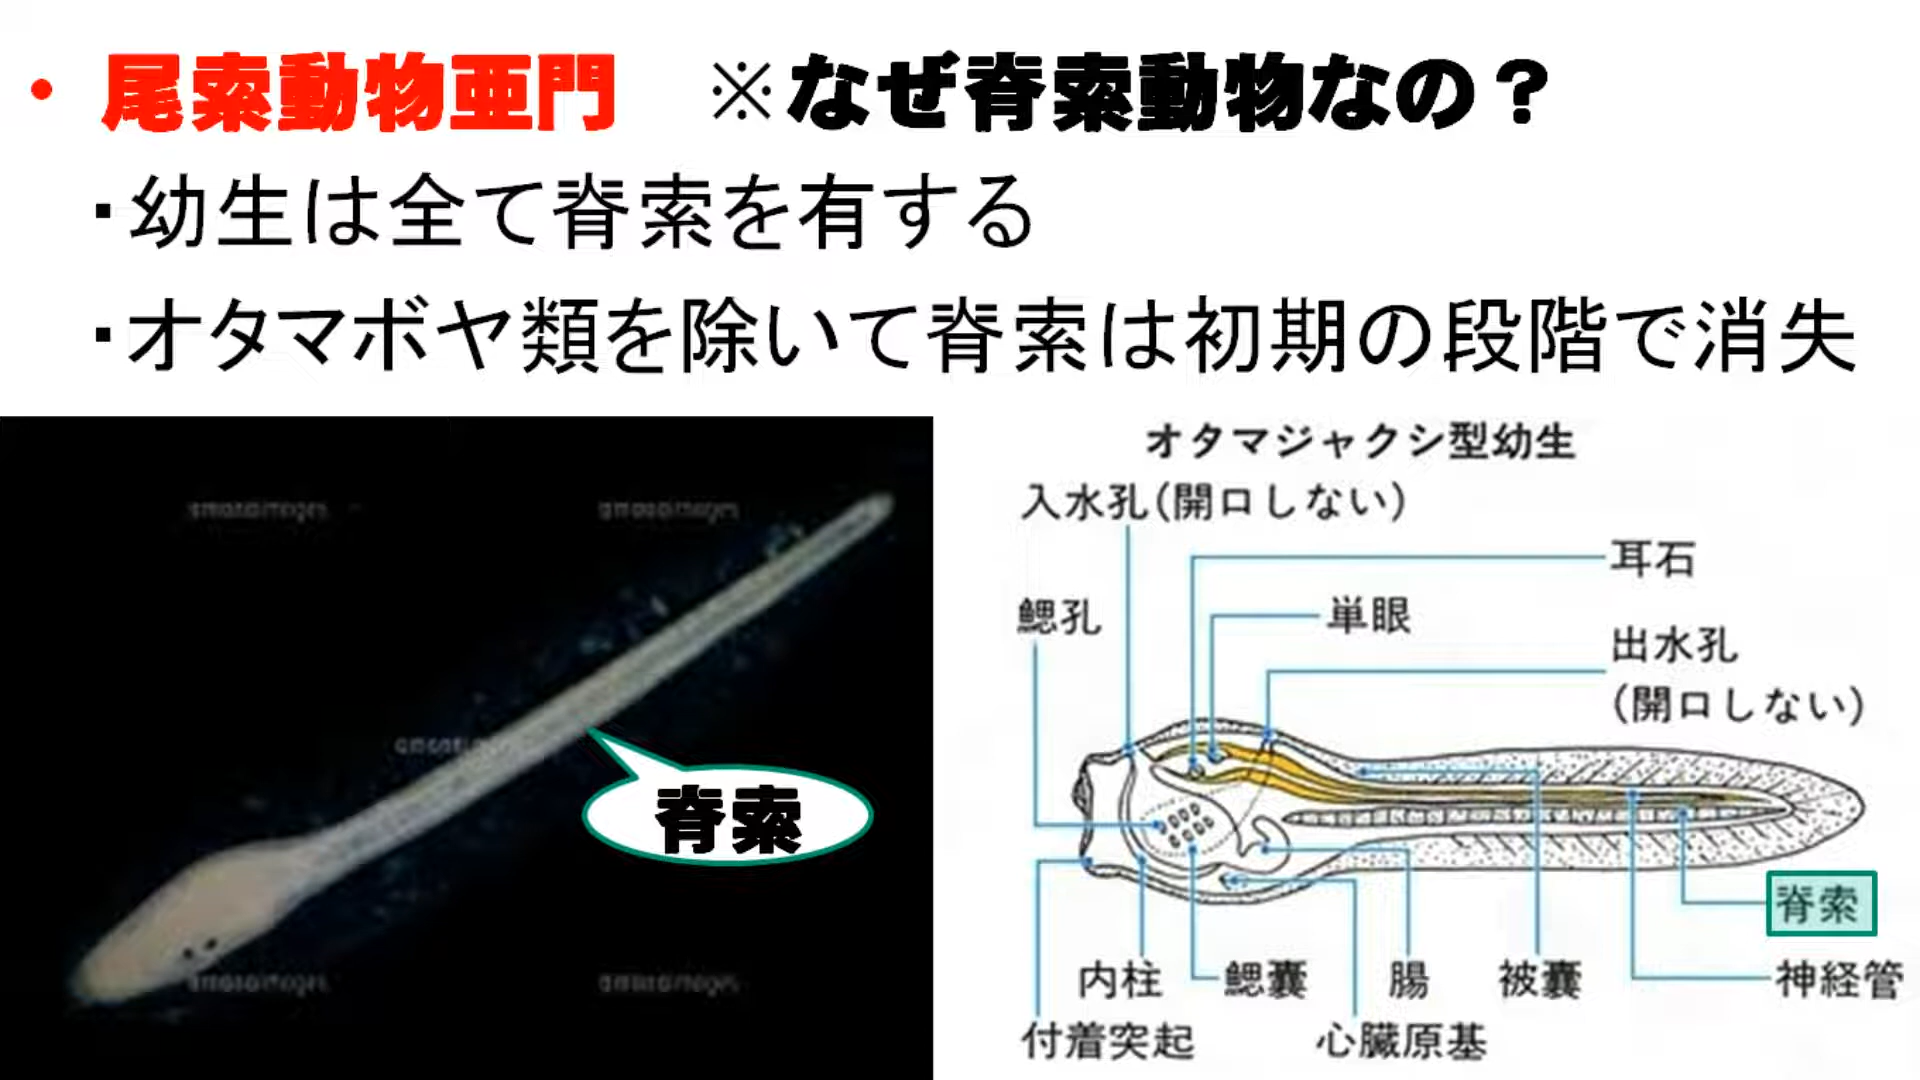 • 尾索動物亜門 ※なぜ脊索動物なの？
・幼生は全て脊索を有する
・オタマボヤ類を除いて脊索は初期の段階で消失
脊索
オタマジャクシ型幼生
入水孔(開口しない)
耳石
鰓孔
単眼
出水孔
(開口しない)
脊索
内柱
鰓嚢
腸
被嚢
神経管
付着突起
心臓原基